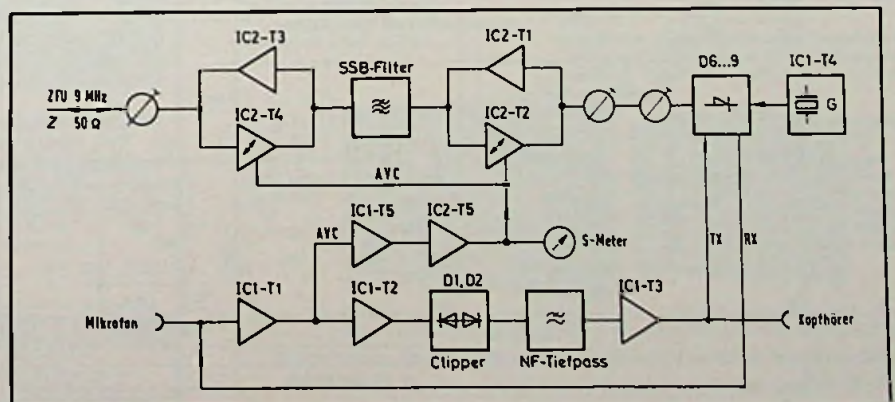 IC2-T3
IC2-T1
SSB-Filter
D6...9
IC1-T4
ZFU 9 MHz
Z 50 Ω
IC2-T4
IC2-T2
G
AVC
IC1-T5
IC2-T5
AVC
S-Meter
TX
RX
IC1-T1
IC1-T2
D1, D2
IC1-T3
Mikrofon
Kopfhörer
Clipper
NF-Tiefpass